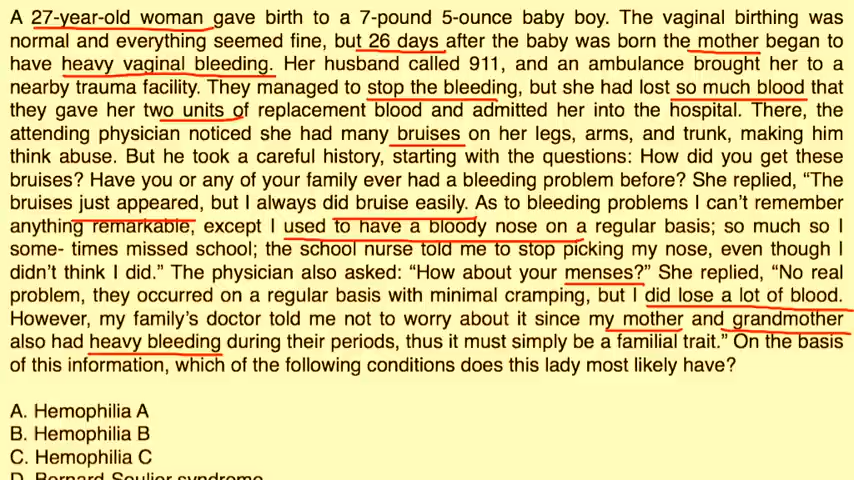 A 27-year-old woman gave birth to a 7-pound 5-ounce baby boy. The vaginal birthing was
normal and everything seemed fine, but 26 days after the baby was born the mother began to
have heavy vaginal bleeding. Her husband called 911, and an ambulance brought her to a
nearby trauma facility. They managed to stop the bleeding, but she had lost so much blood that
they gave her two units of replacement blood and admitted her into the hospital. There, the
attending physician noticed she had many bruises on her legs, arms, and trunk, making him
think abuse. But he took a careful history, starting with the questions: How did you get these
bruises? Have you or any of your family ever had a bleeding problem before? She replied, “The
bruises just appeared, but I always did bruise easily. As to bleeding problems I can’t remember
anything remarkable, except I used to have a bloody nose on a regular basis; so much so I
some- times missed school; the school nurse told me to stop picking my nose, even though I
didn’t think I did.” The physician also asked: “How about your menses?” She replied, “No real
problem, they occurred on a regular basis with minimal cramping, but I did lose a lot of blood.
However, my family’s doctor told me not to worry about it since my mother and grandmother
also had heavy bleeding during their periods, thus it must simply be a familial trait.” On the basis
of this information, which of the following conditions does this lady most likely have?
A. Hemophilia A
B. Hemophilia B
C. Hemophilia C
D. Bernard-Soulier syndrome